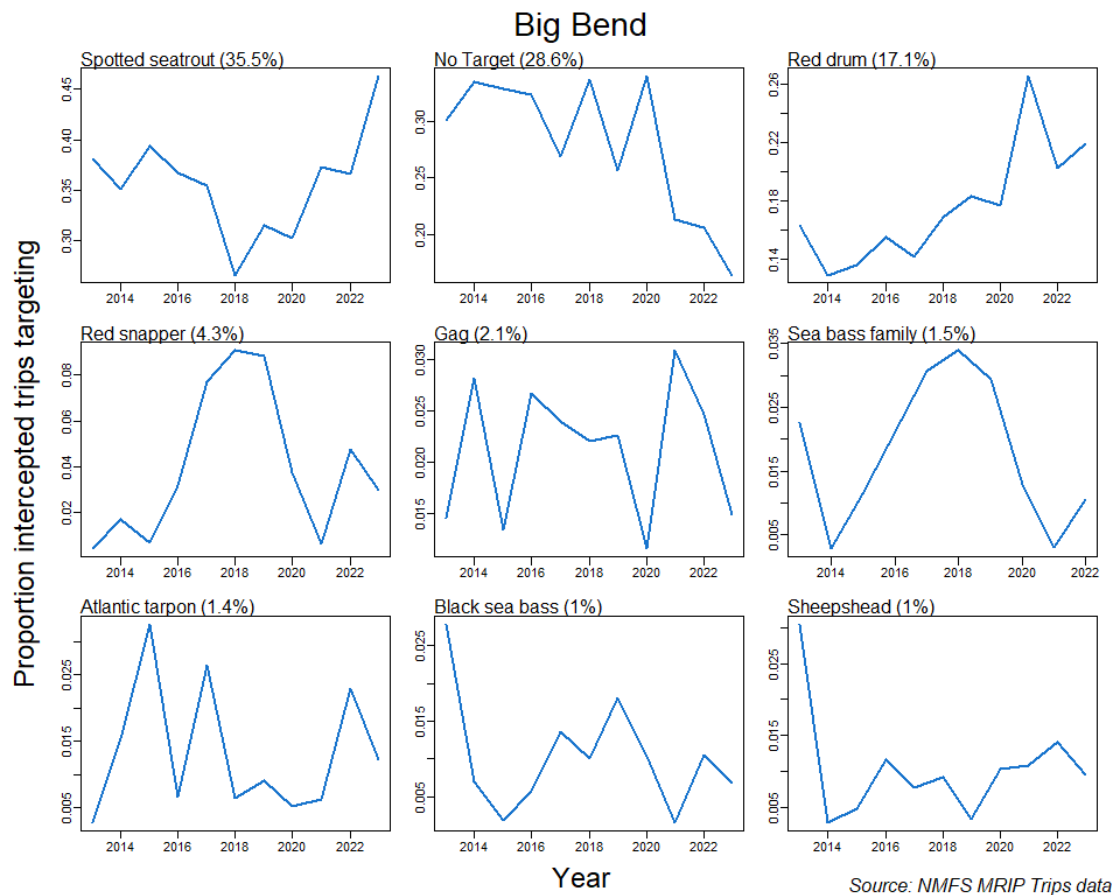 Big Bend
Proportion intercepted trips targeting
Spotted seatrout (35.5%)
0.45
0.40
0.35
0.30
2014 2016 2018 2020 2022
No Target (28.6%)
0.30
0.25
0.20
2014 2016 2018 2020 2022
Red drum (17.1%)
0.26
0.22
0.18
0.14
2014 2016 2018 2020 2022
Red snapper (4.3%)
0.08
0.06
0.04
0.02
2014 2016 2018 2020 2022
Gag (2.1%)
0.030
0.025
0.020
0.015
2014 2016 2018 2020 2022
Sea bass family (1.5%)
0.035
0.025
0.015
0.005
2014 2016 2018 2020 2022
Atlantic tarpon (1.4%)
0.025
0.015
0.005
2014 2016 2018 2020 2022
Black sea bass (1%)
0.025
0.015
0.005
2014 2016 2018 2020 2022
Sheepshead (1%)
0.025
0.015
0.005
2014 2016 2018 2020 2022
Year
Source: NMFS MRIP Trips data